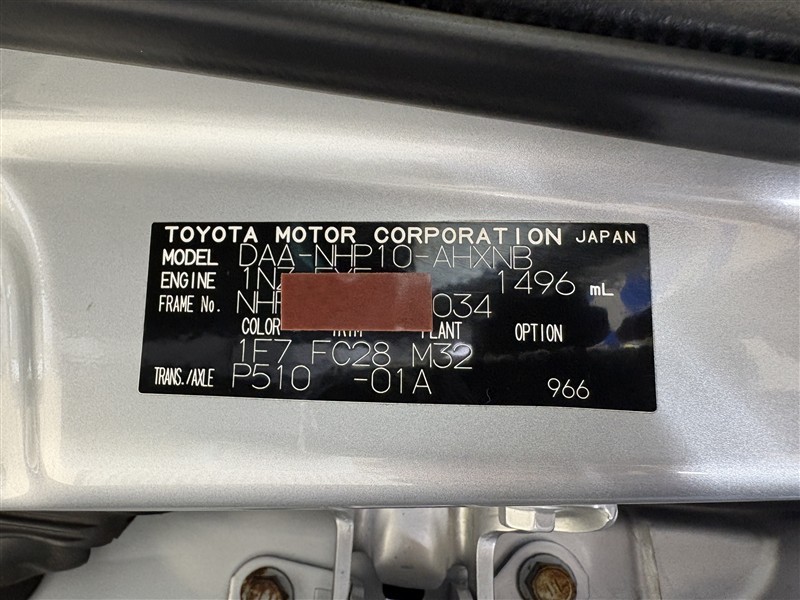 TOYOTA MOTOR CORPORATION JAPAN
MODEL DAA-NHP10-AHXNB
ENGINE 1496 mL
FRAME No. 034
COLOR PLANT OPTION
1F7 FC28 M32
TRANS./AXLE P510 -01A 966